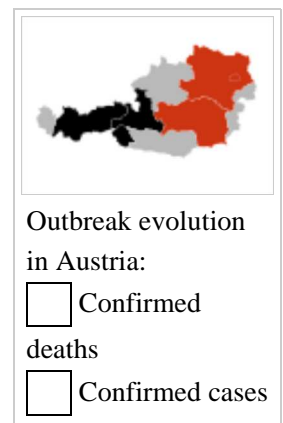 Outbreak evolution
in Austria:
Confirmed
deaths
Confirmed cases